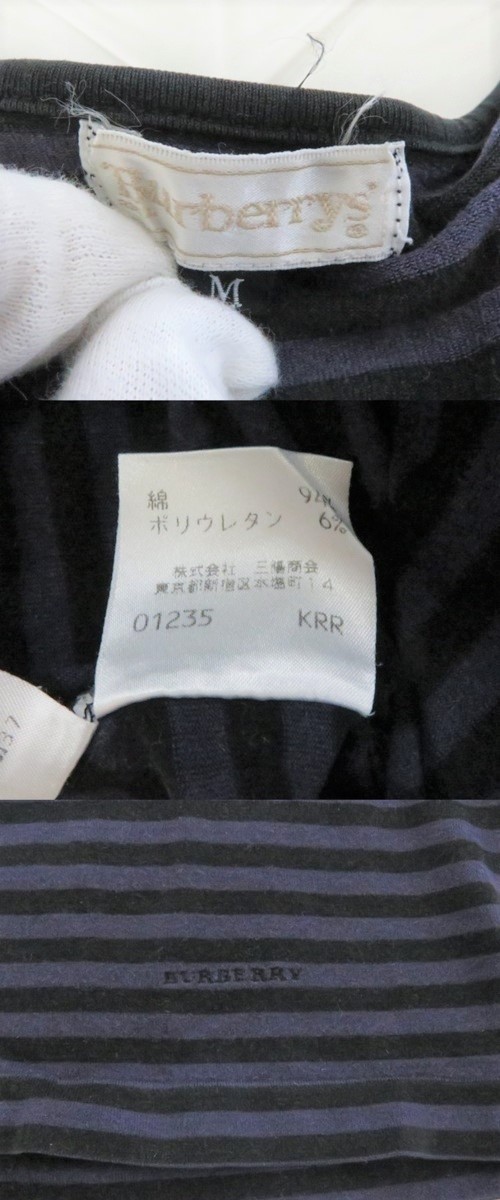 Burberrys
®
M
綿 94%
ポリウレタン 6%
株式会社 三陽商会
東京都新宿区本塩町14
01235 KRR
BURBERRY